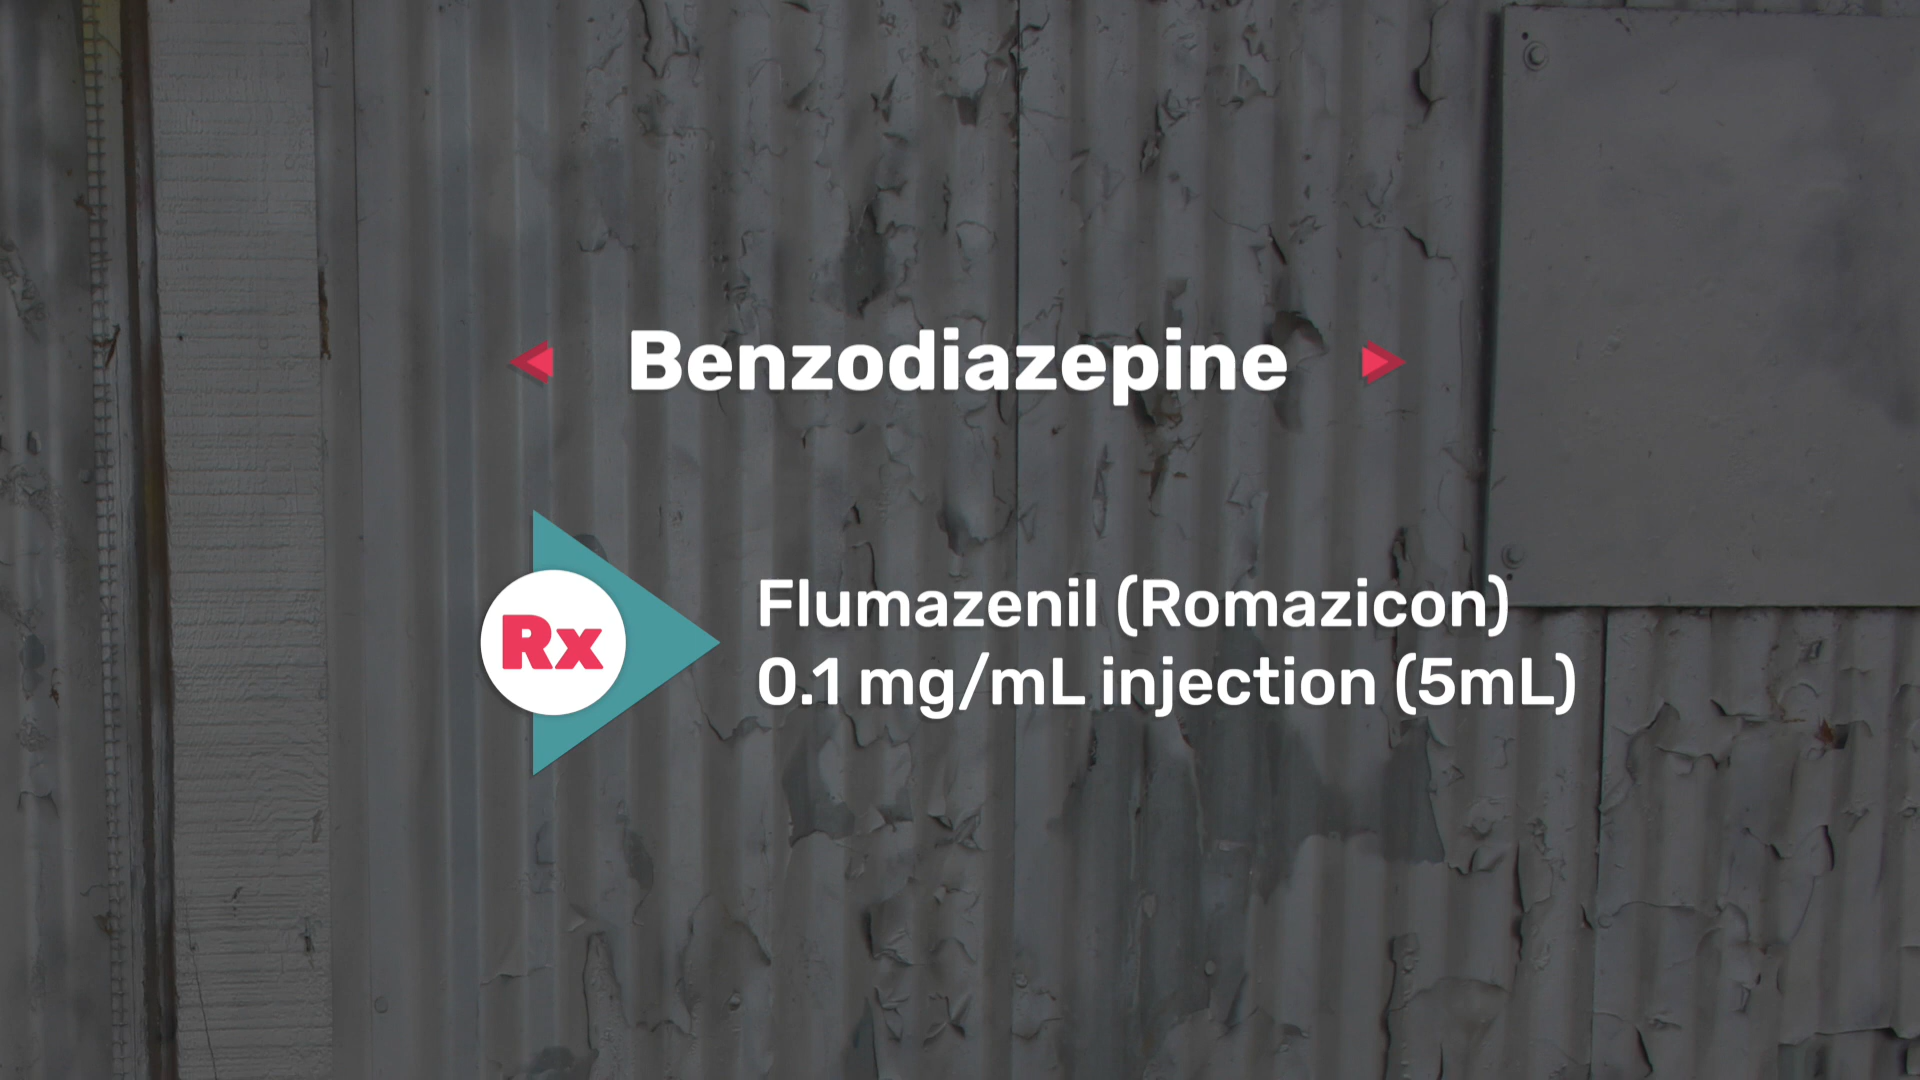 Benzodiazepine
Rx
Flumazenil (Romazicon)
0.1 mg/mL injection (5mL)